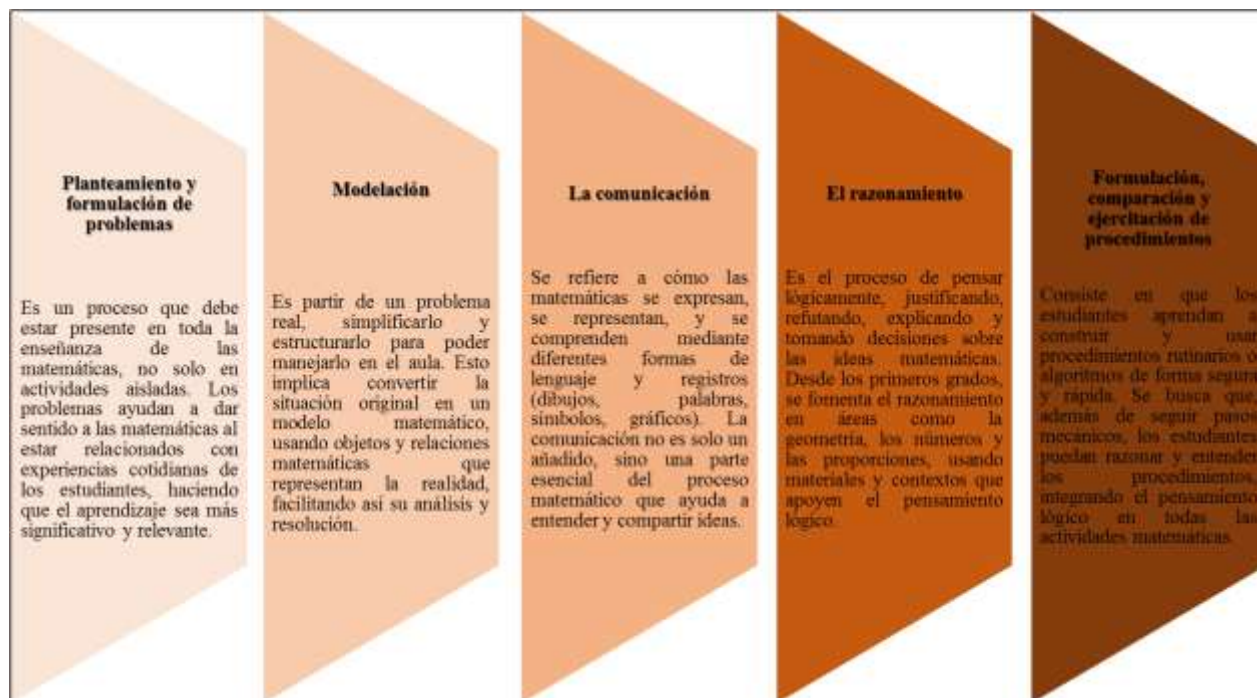 Planteamiento y
formulación de
problemas
Es un proceso que debe
estar presente en toda la
enseñanza de las
matemáticas, no solo en
actividades aisladas. Los
problemas ayudan a dar
sentido a las matemáticas al
estar relacionados con
experiencias cotidianas de
los estudiantes, haciendo
que el aprendizaje sea más
significativo y relevante.
Modelación
Es partir de un problema
real, simplificarlo y
estructurarlo para poder
manejarlo en el aula. Esto
implica convertir la
situación original en un
modelo matemático,
usando objetos y relaciones
matemáticas que
representan la realidad,
facilitando así su análisis y
resolución.
La comunicación
Se refiere a cómo las
matemáticas se expresan,
se representan, y se
comprenden mediante
diferentes formas de
lenguaje y registros
(dibujos, palabras,
símbolos, gráficos). La
comunicación no es solo un
añadido, sino una parte
esencial del proceso
matemático que ayuda a
entender y compartir ideas.
El razonamiento
Es el proceso de pensar
lógicamente, justificando,
refutando, explicando y
tomando decisiones sobre
las ideas matemáticas.
Desde los primeros grados,
se fomenta el razonamiento
en áreas como la
geometría, los números y
las proporciones, usando
materiales y contextos que
apoyen el pensamiento
lógico.
Formulación,
comparación y
ejercitación de
procedimientos
Consiste en que los
estudiantes aprendan a
construir y usar
procedimientos rutinarios o
algoritmos de forma segura
y rápida. Se busca que,
además de seguir pasos
mecánicos, los estudiantes
puedan razonar y entender
los procedimientos,
integrando el pensamiento
lógico en todas las
actividades matemáticas.